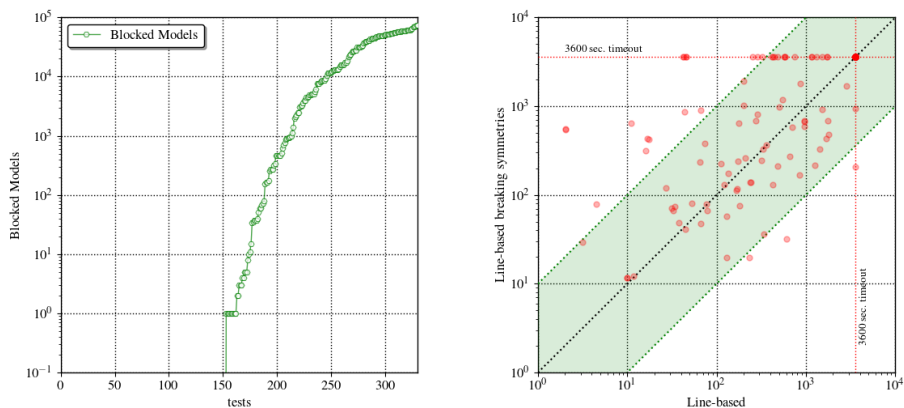 10^5
10^4
10^3
10^2
10^1
10^0
10^−1
Blocked Models
Blocked Models
0 50 100 150 200 250 300
tests
10^4
10^3
10^2
10^1
10^0
Line-based breaking symmetries
3600 sec. timeout
3600 sec. timeout
10^0 10^1 10^2 10^3 10^4
Line-based